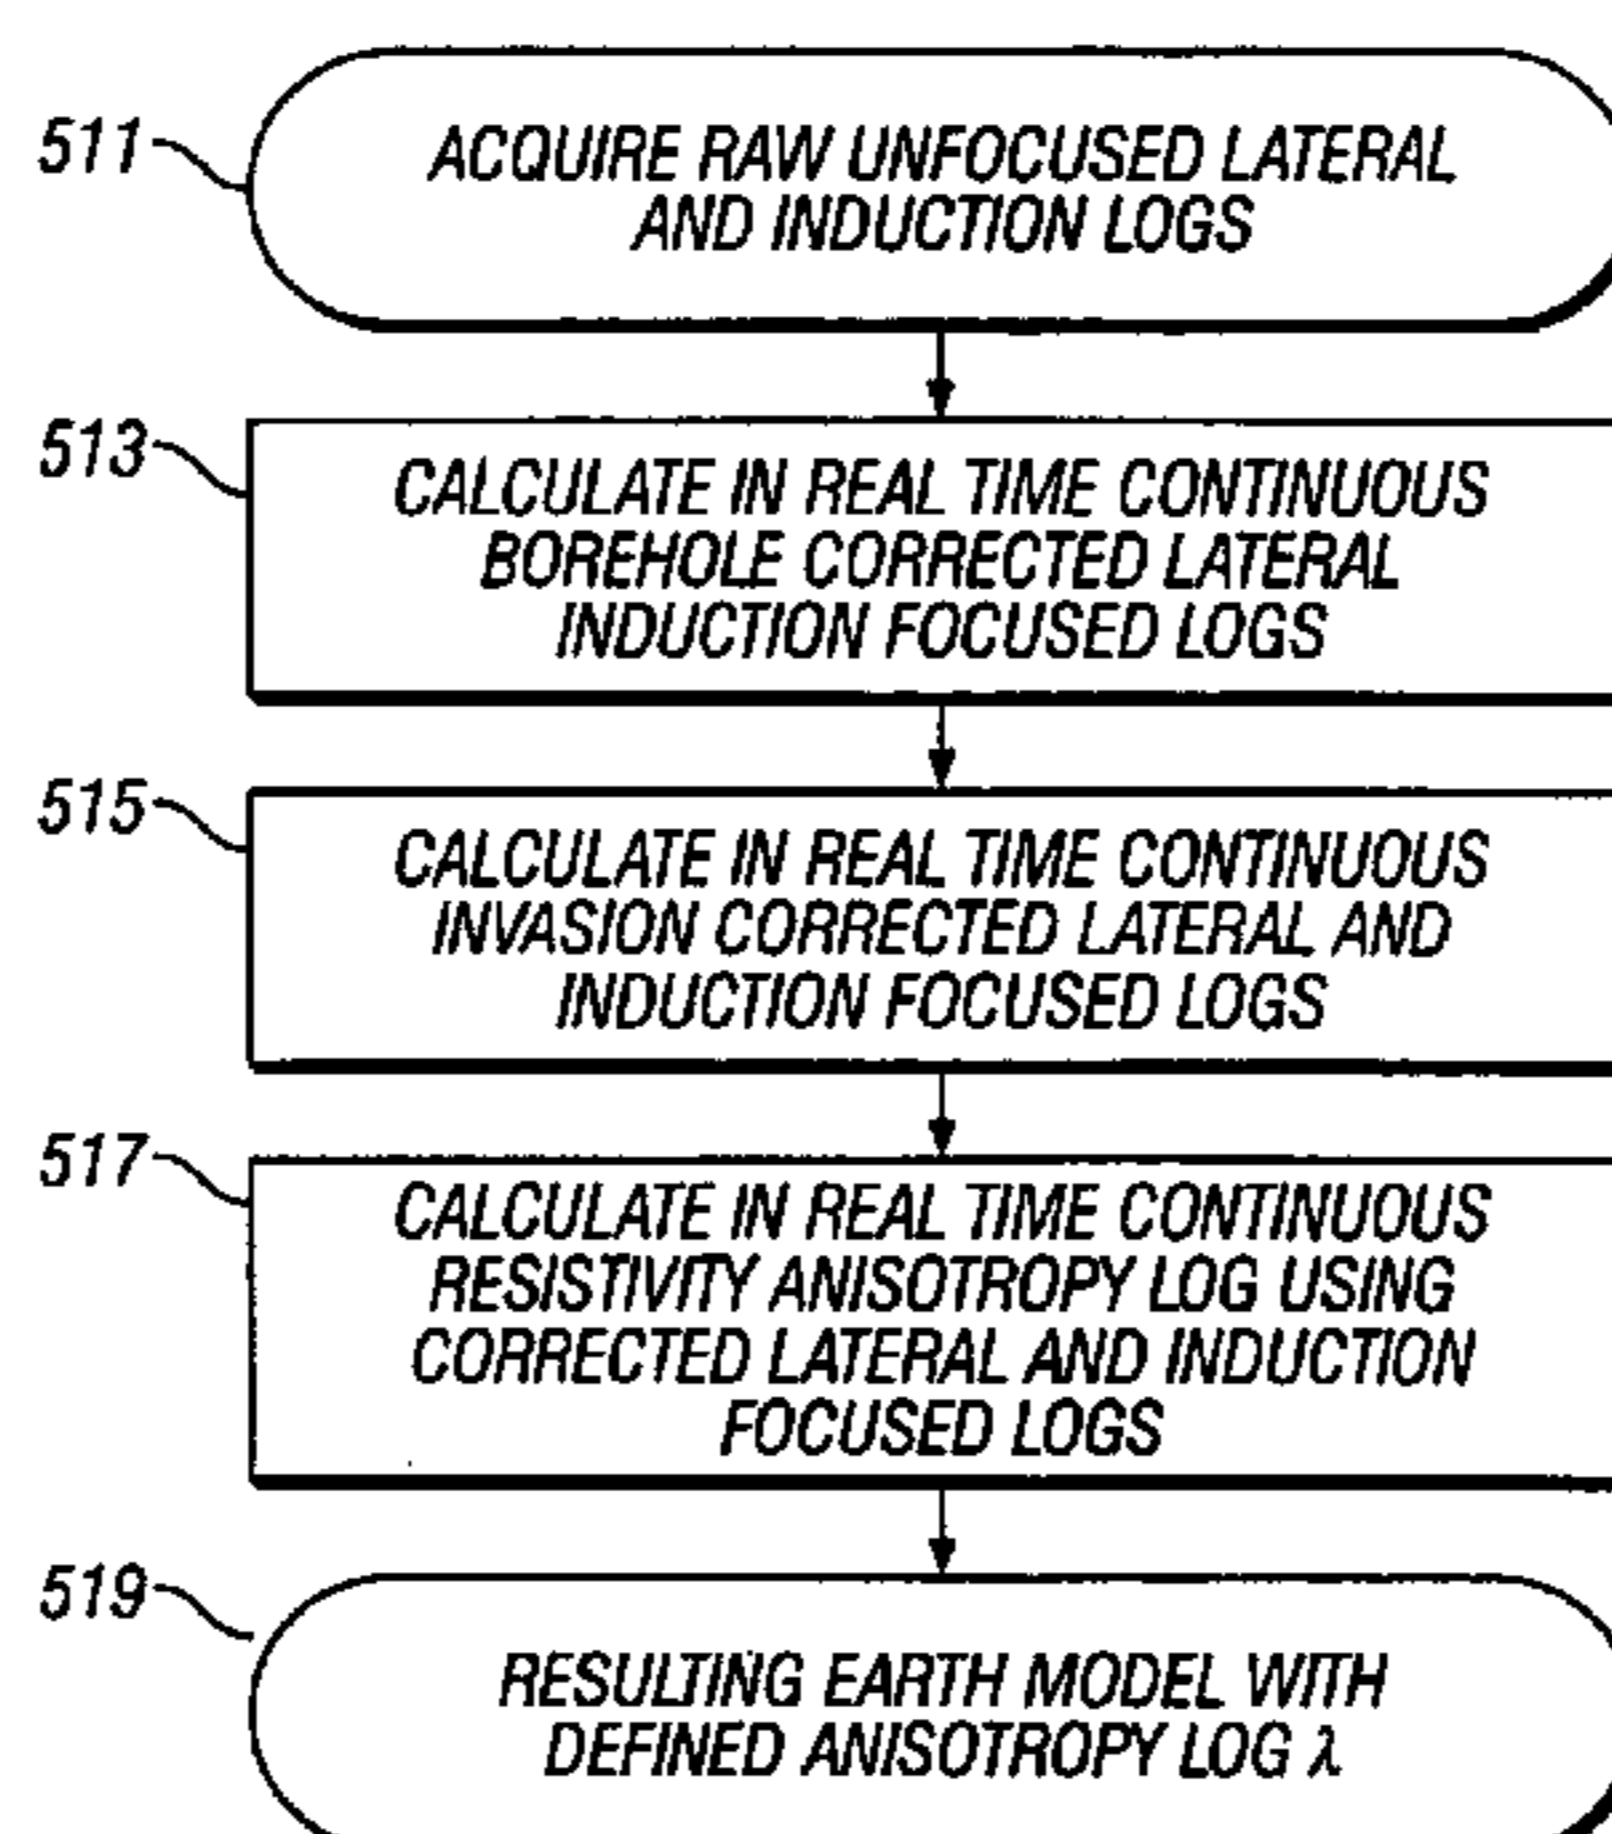 511
ACQUIRE RAW UNFOCUSED LATERAL
AND INDUCTION LOGS
513
CALCULATE IN REAL TIME CONTINUOUS
BOREHOLE CORRECTED LATERAL
INDUCTION FOCUSED LOGS
515
CALCULATE IN REAL TIME CONTINUOUS
INVASION CORRECTED LATERAL AND
INDUCTION FOCUSED LOGS
517
CALCULATE IN REAL TIME CONTINUOUS
RESISTIVITY ANISOTROPY LOG USING
CORRECTED LATERAL AND INDUCTION
FOCUSED LOGS
519
RESULTING EARTH MODEL WITH
DEFINED ANISOTROPY LOG λ